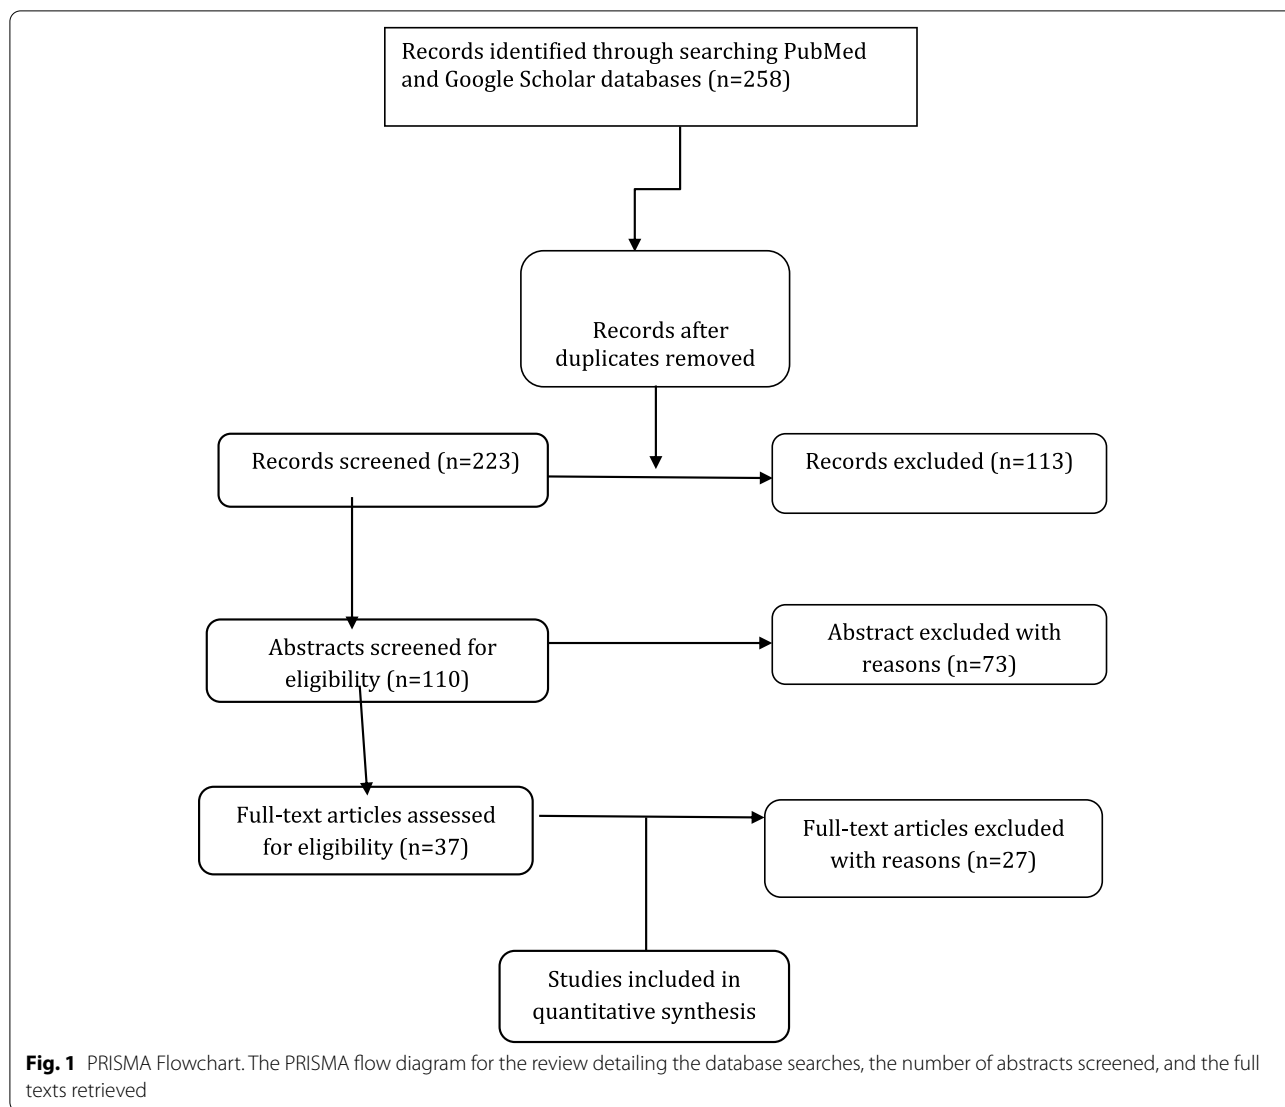 Records identified through searching PubMed
and Google Scholar databases (n=258)
Records after
duplicates removed
Records screened (n=223)
Records excluded (n=113)
Abstracts screened for
eligibility (n=110)
Abstract excluded with
reasons (n=73)
Full-text articles assessed
for eligibility (n=37)
Full-text articles excluded
with reasons (n=27)
Studies included in
quantitative synthesis
Fig. 1 PRISMA Flowchart. The PRISMA flow diagram for the review detailing the database searches, the number of abstracts screened, and the full
texts retrieved